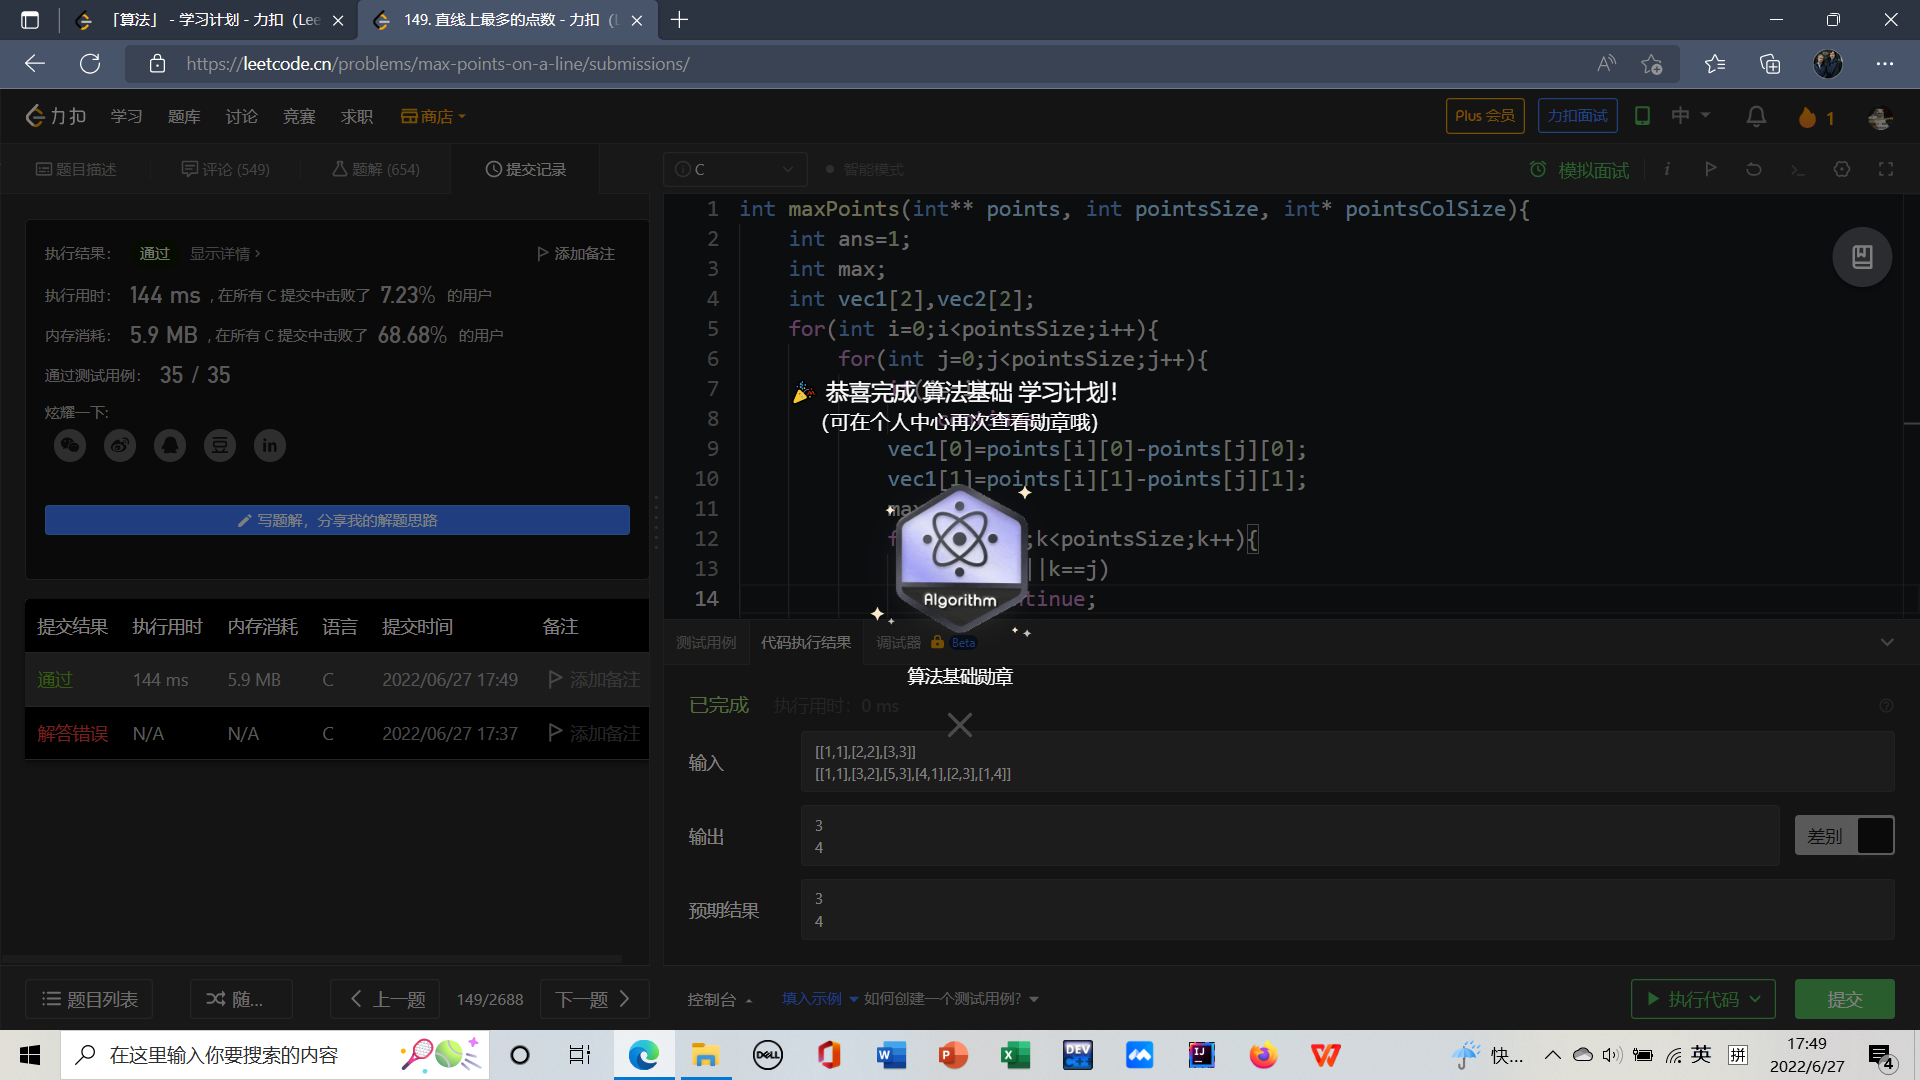 「算法」 - 学习计划 - 力扣（Lee
149. 直线上最多的点数 - 力扣（L
https://leetcode.cn/problems/max-points-on-a-line/submissions/
力扣 学习 题库 讨论 竞赛 求职 商店 Plus 会员 力扣面试 中 1
题目描述 评论 (549) 题解 (654) 提交记录
C 智能模式 模拟面试
执行结果： 通过 显示详情 › 添加备注
执行用时： 144 ms , 在所有 C 提交中击败了 7.23% 的用户
内存消耗： 5.9 MB , 在所有 C 提交中击败了 68.68% 的用户
通过测试用例： 35 / 35
炫耀一下:
写题解，分享我的解题思路
提交结果 执行用时 内存消耗 语言 提交时间 备注
通过 144 ms 5.9 MB C 2022/06/27 17:49 添加备注
解答错误 N/A N/A C 2022/06/27 17:37 添加备注
1 int maxPoints(int** points, int pointsSize, int* pointsColSize){
2 int ans=1;
3 int max;
4 int vec1[2],vec2[2];
5 for(int i=0;i<pointsSize;i++){
6 for(int j=0;j<pointsSize;j++){
7
8
9 vec1[0]=points[i][0]-points[j][0];
10 vec1[1]=points[i][1]-points[j][1];
11 max
12 f ;k<pointsSize;k++){
13 ||k==j)
14 ntinue;
恭喜完成 算法基础 学习计划！
(可在个人中心再次查看勋章哦)
Algorithm
算法基础勋章
测试用例 代码执行结果 调试器 Beta
已完成 执行用时：0 ms
输入
[[1,1],[2,2],[3,3]]
[[1,1],[3,2],[5,3],[4,1],[2,3],[1,4]]
输出
3
4
差别
预期结果
3
4
题目列表 随... 上一题 149/2688 下一题 控制台 填入示例 如何创建一个测试用例? 执行代码 提交
在这里输入你要搜索的内容
DELL
DEV
IJ
快... 英 拼
17:49
2022/6/27
4